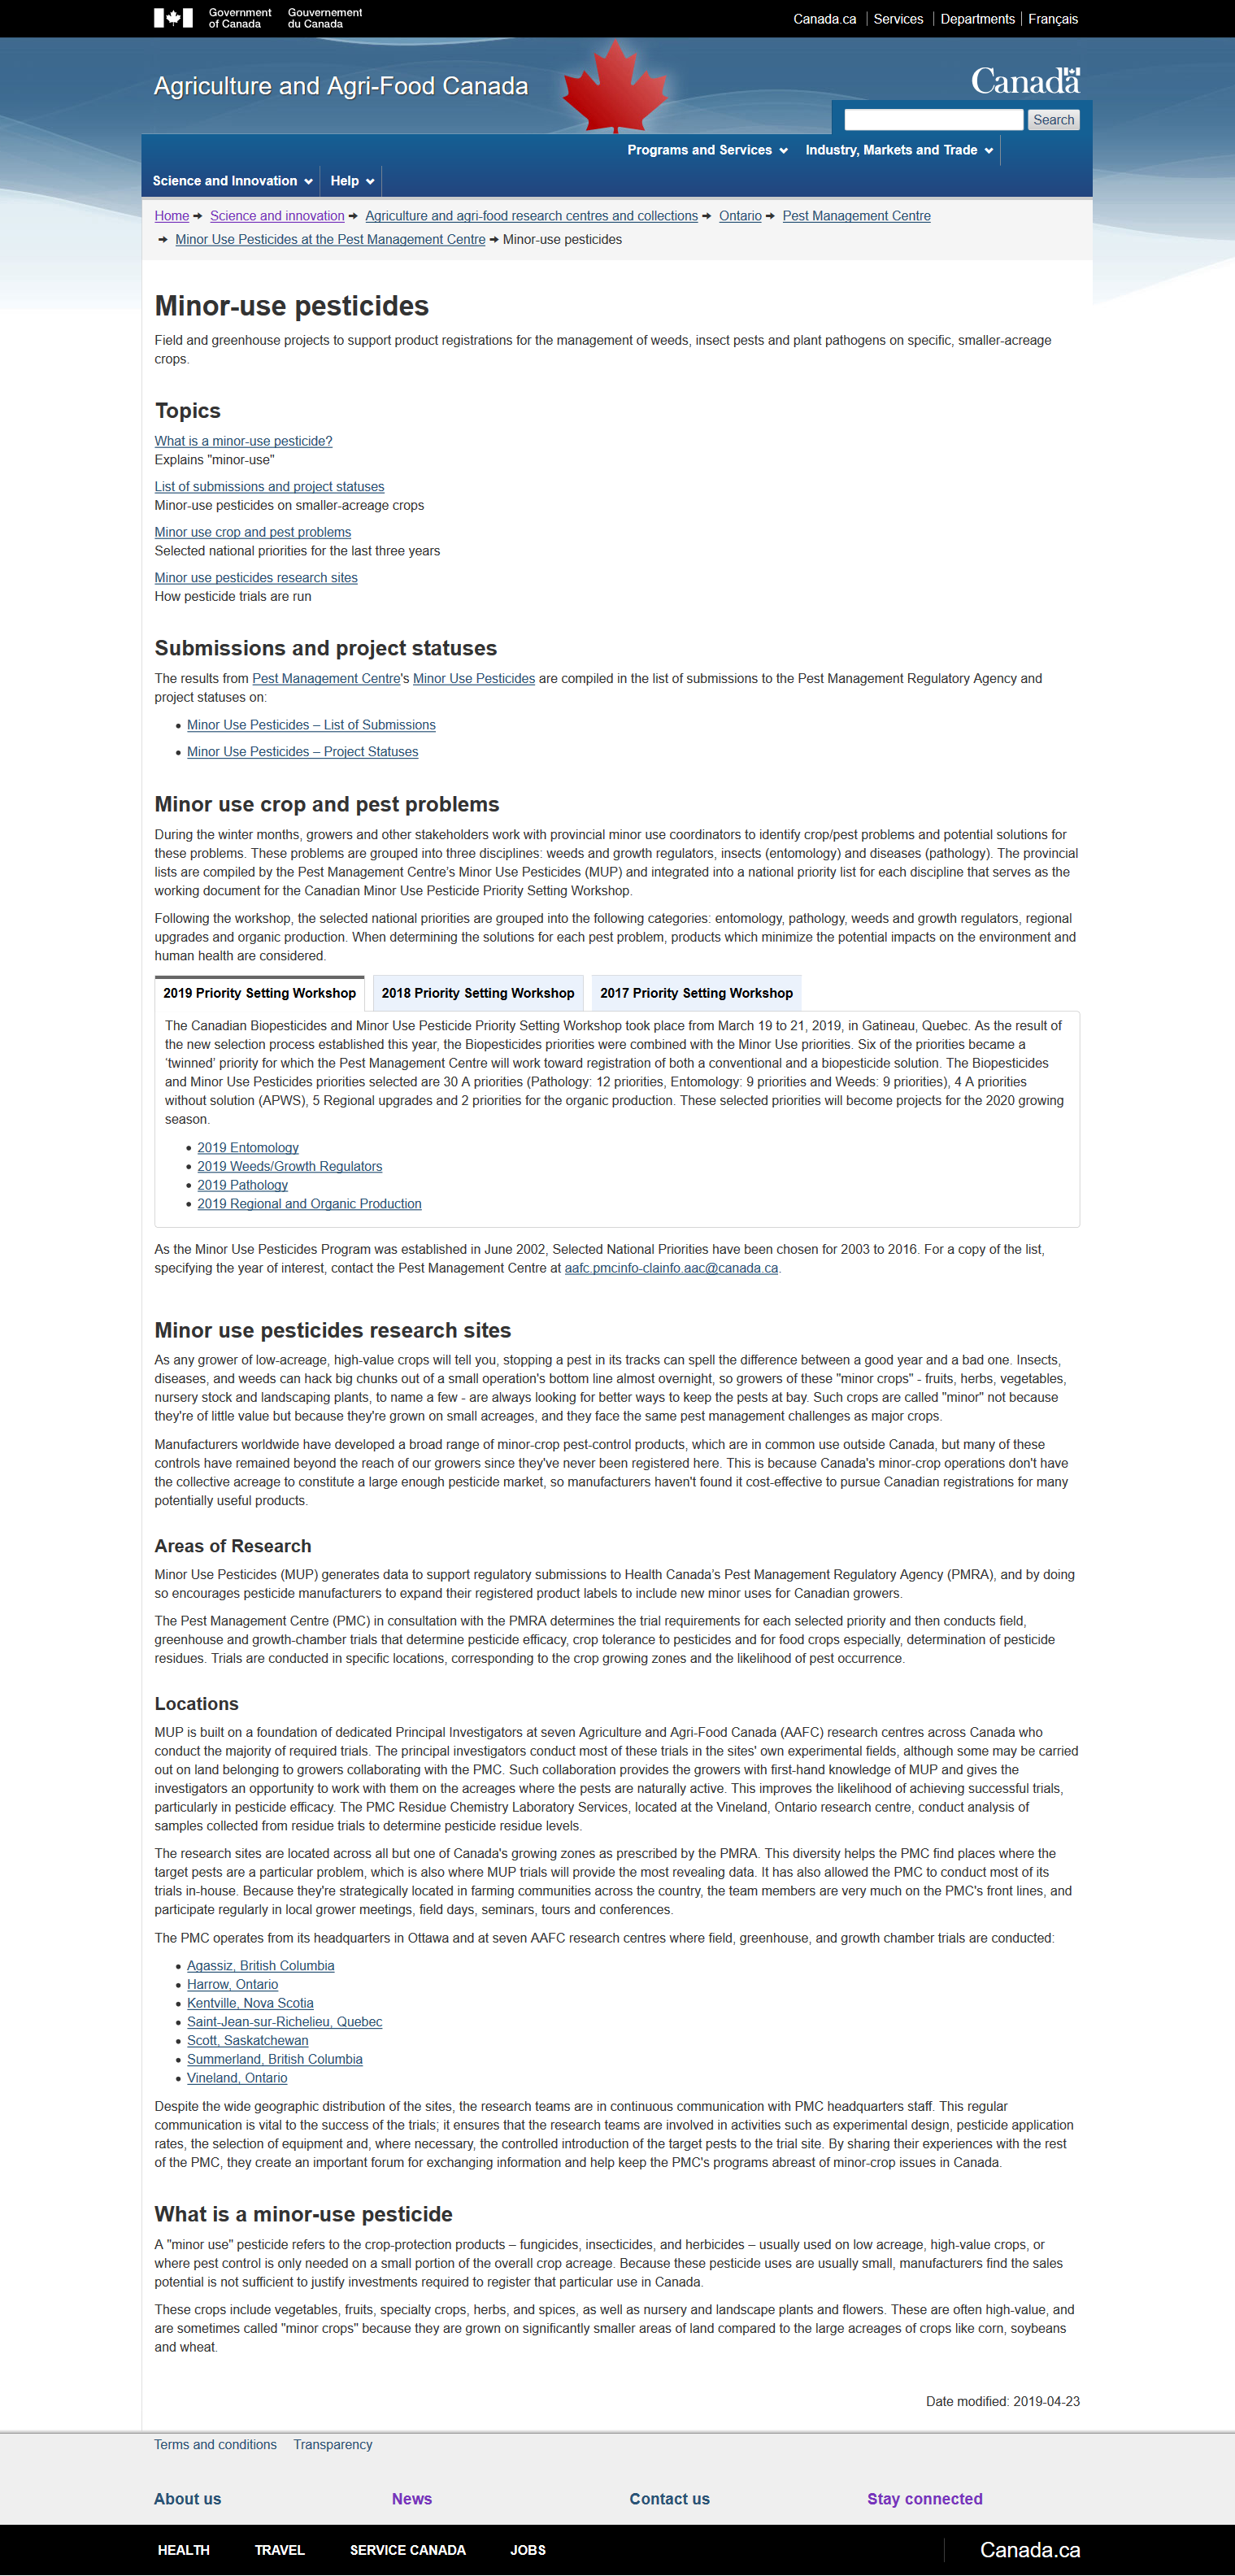 Government of Canada
Gouvernement du Canada
Canada.ca
Services
Departments
Français
Agriculture and Agri-Food Canada
Canada
Search
Programs and Services
Industry, Markets and Trade
Science and Innovation
Help
Home ➔ Science and innovation ➔ Agriculture and agri-food research centres and collections ➔ Ontario ➔ Pest Management Centre
➔ Minor Use Pesticides at the Pest Management Centre ➔ Minor-use pesticides
Minor-use pesticides
Field and greenhouse projects to support product registrations for the management of weeds, insect pests and plant pathogens on specific, smaller-acreage
crops.
Topics
What is a minor-use pesticide?
Explains "minor-use"
List of submissions and project statuses
Minor-use pesticides on smaller-acreage crops
Minor use crop and pest problems
Selected national priorities for the last three years
Minor use pesticides research sites
How pesticide trials are run
Submissions and project statuses
The results from Pest Management Centre's Minor Use Pesticides are compiled in the list of submissions to the Pest Management Regulatory Agency and
project statuses on:
• Minor Use Pesticides – List of Submissions
• Minor Use Pesticides – Project Statuses
Minor use crop and pest problems
During the winter months, growers and other stakeholders work with provincial minor use coordinators to identify crop/pest problems and potential solutions for
these problems. These problems are grouped into three disciplines: weeds and growth regulators, insects (entomology) and diseases (pathology). The provincial
lists are compiled by the Pest Management Centre's Minor Use Pesticides (MUP) and integrated into a national priority list for each discipline that serves as the
working document for the Canadian Minor Use Pesticide Priority Setting Workshop.
Following the workshop, the selected national priorities are grouped into the following categories: entomology, pathology, weeds and growth regulators, regional
upgrades and organic production. When determining the solutions for each pest problem, products which minimize the potential impacts on the environment and
human health are considered.
2019 Priority Setting Workshop
2018 Priority Setting Workshop
2017 Priority Setting Workshop
The Canadian Biopesticides and Minor Use Pesticide Priority Setting Workshop took place from March 19 to 21, 2019, in Gatineau, Quebec. As the result of
the new selection process established this year, the Biopesticides priorities were combined with the Minor Use priorities. Six of the priorities became a
'twinned' priority for which the Pest Management Centre will work toward registration of both a conventional and a biopesticide solution. The Biopesticides
and Minor Use Pesticides priorities selected are 30 A priorities (Pathology: 12 priorities, Entomology: 9 priorities and Weeds: 9 priorities), 4 A priorities
without solution (APWS), 5 Regional upgrades and 2 priorities for the organic production. These selected priorities will become projects for the 2020 growing
season.
• 2019 Entomology
• 2019 Weeds/Growth Regulators
• 2019 Pathology
• 2019 Regional and Organic Production
As the Minor Use Pesticides Program was established in June 2002, Selected National Priorities have been chosen for 2003 to 2016. For a copy of the list,
specifying the year of interest, contact the Pest Management Centre at aafc.pmcinfo-clainfo.aac@canada.ca.
Minor use pesticides research sites
As any grower of low-acreage, high-value crops will tell you, stopping a pest in its tracks can spell the difference between a good year and a bad one. Insects,
diseases, and weeds can hack big chunks out of a small operation's bottom line almost overnight, so growers of these "minor crops" - fruits, herbs, vegetables,
nursery stock and landscaping plants, to name a few - are always looking for better ways to keep the pests at bay. Such crops are called "minor" not because
they're of little value but because they're grown on small acreages, and they face the same pest management challenges as major crops.
Manufacturers worldwide have developed a broad range of minor-crop pest-control products, which are in common use outside Canada, but many of these
controls have remained beyond the reach of our growers since they've never been registered here. This is because Canada's minor-crop operations don't have
the collective acreage to constitute a large enough pesticide market, so manufacturers haven't found it cost-effective to pursue Canadian registrations for many
potentially useful products.
Areas of Research
Minor Use Pesticides (MUP) generates data to support regulatory submissions to Health Canada's Pest Management Regulatory Agency (PMRA), and by doing
so encourages pesticide manufacturers to expand their registered product labels to include new minor uses for Canadian growers.
The Pest Management Centre (PMC) in consultation with the PMRA determines the trial requirements for each selected priority and then conducts field,
greenhouse and growth-chamber trials that determine pesticide efficacy, crop tolerance to pesticides and for food crops especially, determination of pesticide
residues. Trials are conducted in specific locations, corresponding to the crop growing zones and the likelihood of pest occurrence.
Locations
MUP is built on a foundation of dedicated Principal Investigators at seven Agriculture and Agri-Food Canada (AAFC) research centres across Canada who
conduct the majority of required trials. The principal investigators conduct most of these trials in the sites' own experimental fields, although some may be carried
out on land belonging to growers collaborating with the PMC. Such collaboration provides the growers with first-hand knowledge of MUP and gives the
investigators an opportunity to work with them on the acreages where the pests are naturally active. This improves the likelihood of achieving successful trials,
particularly in pesticide efficacy. The PMC Residue Chemistry Laboratory Services, located at the Vineland, Ontario research centre, conduct analysis of
samples collected from residue trials to determine pesticide residue levels.
The research sites are located across all but one of Canada's growing zones as prescribed by the PMRA. This diversity helps the PMC find places where the
target pests are a particular problem, which is also where MUP trials will provide the most revealing data. It has also allowed the PMC to conduct most of its
trials in-house. Because they're strategically located in farming communities across the country, the team members are very much on the PMC's front lines, and
participate regularly in local grower meetings, field days, seminars, tours and conferences.
The PMC operates from its headquarters in Ottawa and at seven AAFC research centres where field, greenhouse, and growth chamber trials are conducted:
• Agassiz, British Columbia
• Harrow, Ontario
• Kentville, Nova Scotia
• Saint-Jean-sur-Richelieu, Quebec
• Scott, Saskatchewan
• Summerland, British Columbia
• Vineland, Ontario
Despite the wide geographic distribution of the sites, the research teams are in continuous communication with PMC headquarters staff. This regular
communication is vital to the success of the trials; it ensures that the research teams are involved in activities such as experimental design, pesticide application
rates, the selection of equipment and, where necessary, the controlled introduction of the target pests to the trial site. By sharing their experiences with the rest
of the PMC, they create an important forum for exchanging information and help keep the PMC's programs abreast of minor-crop issues in Canada.
What is a minor-use pesticide
A "minor use" pesticide refers to the crop-protection products – fungicides, insecticides, and herbicides – usually used on low acreage, high-value crops, or
where pest control is only needed on a small portion of the overall crop acreage. Because these pesticide uses are usually small, manufacturers find the sales
potential is not sufficient to justify investments required to register that particular use in Canada.
These crops include vegetables, fruits, specialty crops, herbs, and spices, as well as nursery and landscape plants and flowers. These are often high-value, and
are sometimes called "minor crops" because they are grown on significantly smaller areas of land compared to the large acreages of crops like corn, soybeans
and wheat.
Date modified: 2019-04-23
Terms and conditions
Transparency
About us
News
Contact us
Stay connected
HEALTH
TRAVEL
SERVICE CANADA
JOBS
Canada.ca